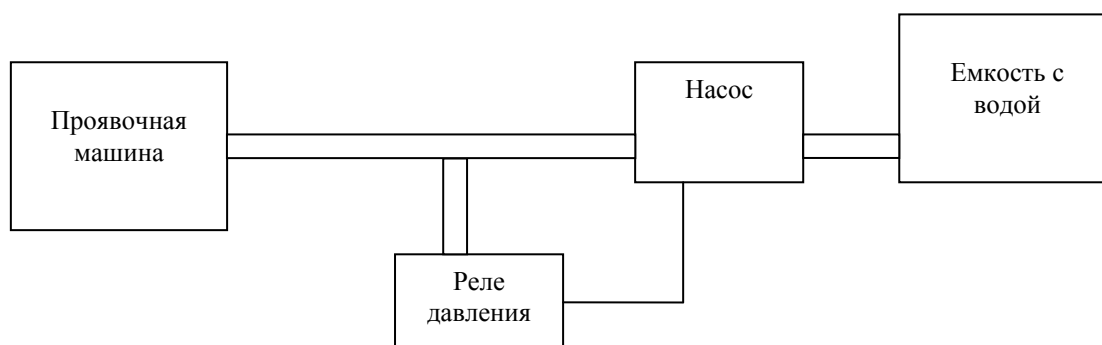 Проявочная
машина
Насос
Емкость с
водой
Реле
давления